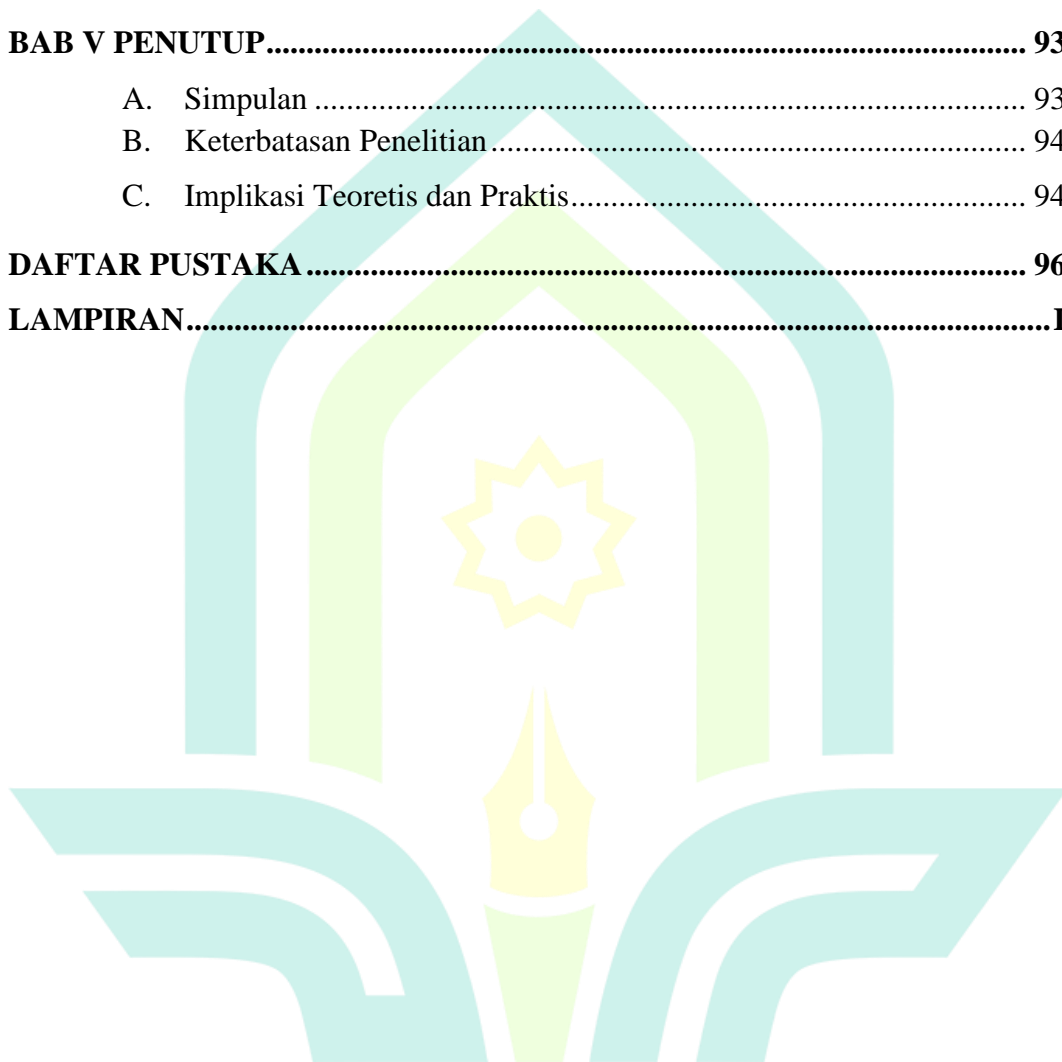 BAB V PENUTUP................................................................................................ 93
A. Simpulan .......................................................................................... 93
B. Keterbatasan Penelitian .................................................................... 94
C. Implikasi Teoretis dan Praktis.......................................................... 94
DAFTAR PUSTAKA ........................................................................................... 96
LAMPIRAN.............................................................................................................I